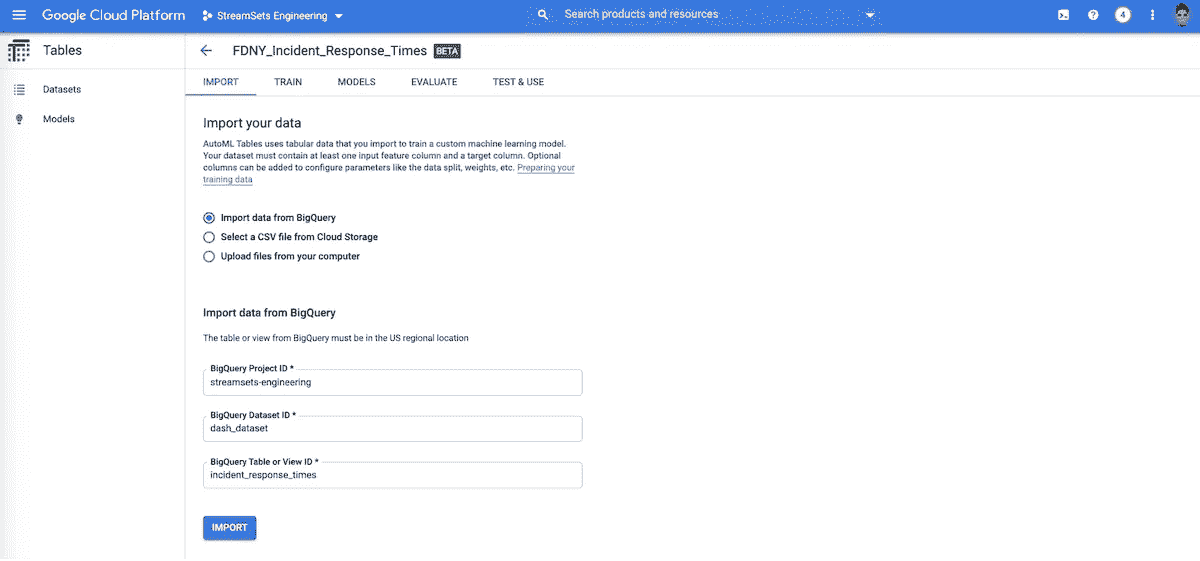 Google Cloud Platform
StreamSets Engineering
Search products and resources
4
Tables
FDNY_Incident_Response_Times BETA
IMPORT TRAIN MODELS EVALUATE TEST & USE
Datasets
Models
Import your data
AutoML Tables uses tabular data that you import to train a custom machine learning model.
Your dataset must contain at least one input feature column and a target column. Optional
columns can be added to configure parameters like the data split, weights, etc. Preparing your
training data
Import data from BigQuery
Select a CSV file from Cloud Storage
Upload files from your computer
Import data from BigQuery
The table or view from BigQuery must be in the US regional location
BigQuery Project ID *
streamsets-engineering
BigQuery Dataset ID *
dash_dataset
BigQuery Table or View ID *
incident_response_times
IMPORT